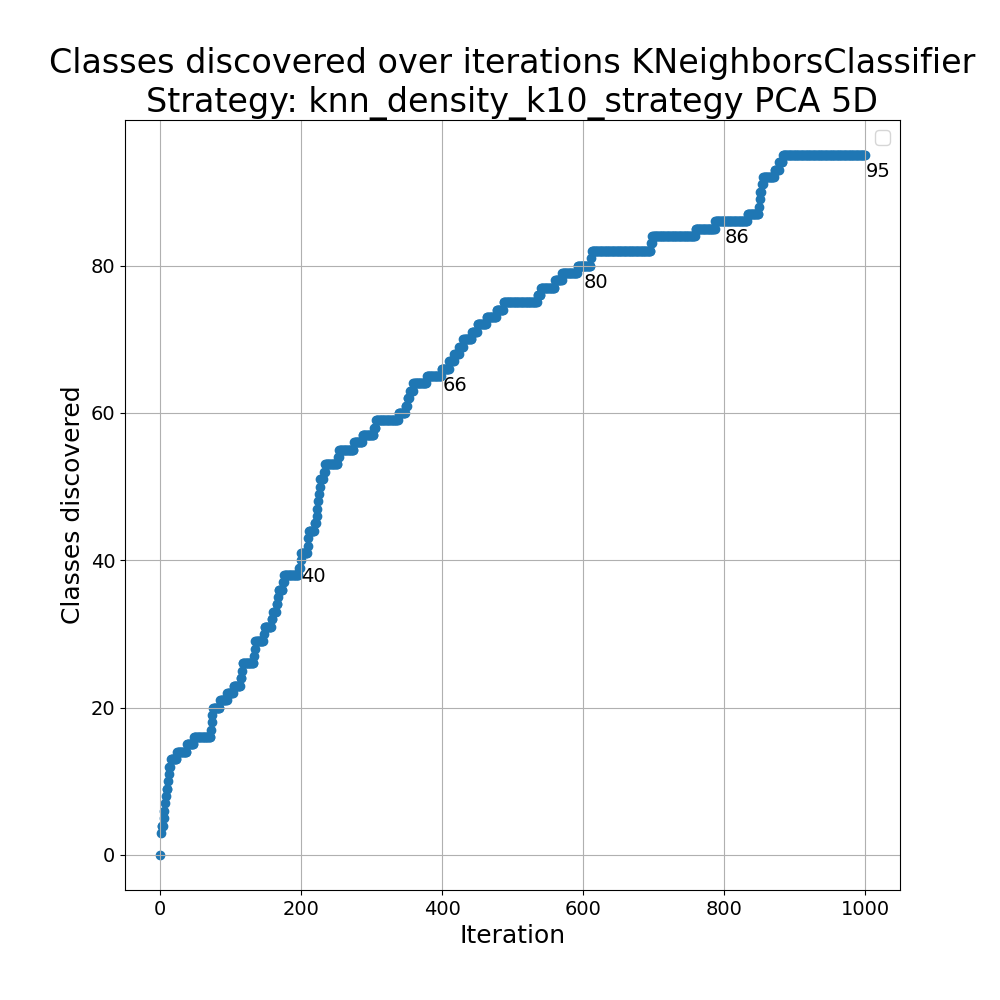 Classes discovered over iterations KNeighborsClassifier
Strategy: knn_density_k10_strategy PCA 5D
95
86
80
80
66
60
40
40
20
0
0 200 400 600 800 1000
Classes discovered
Iteration